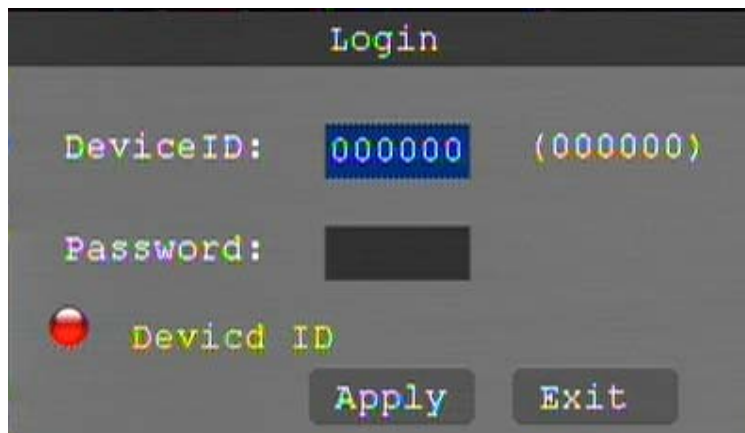 Login
DeviceID: 000000 (000000)
Password:
Devicd ID
Apply Exit